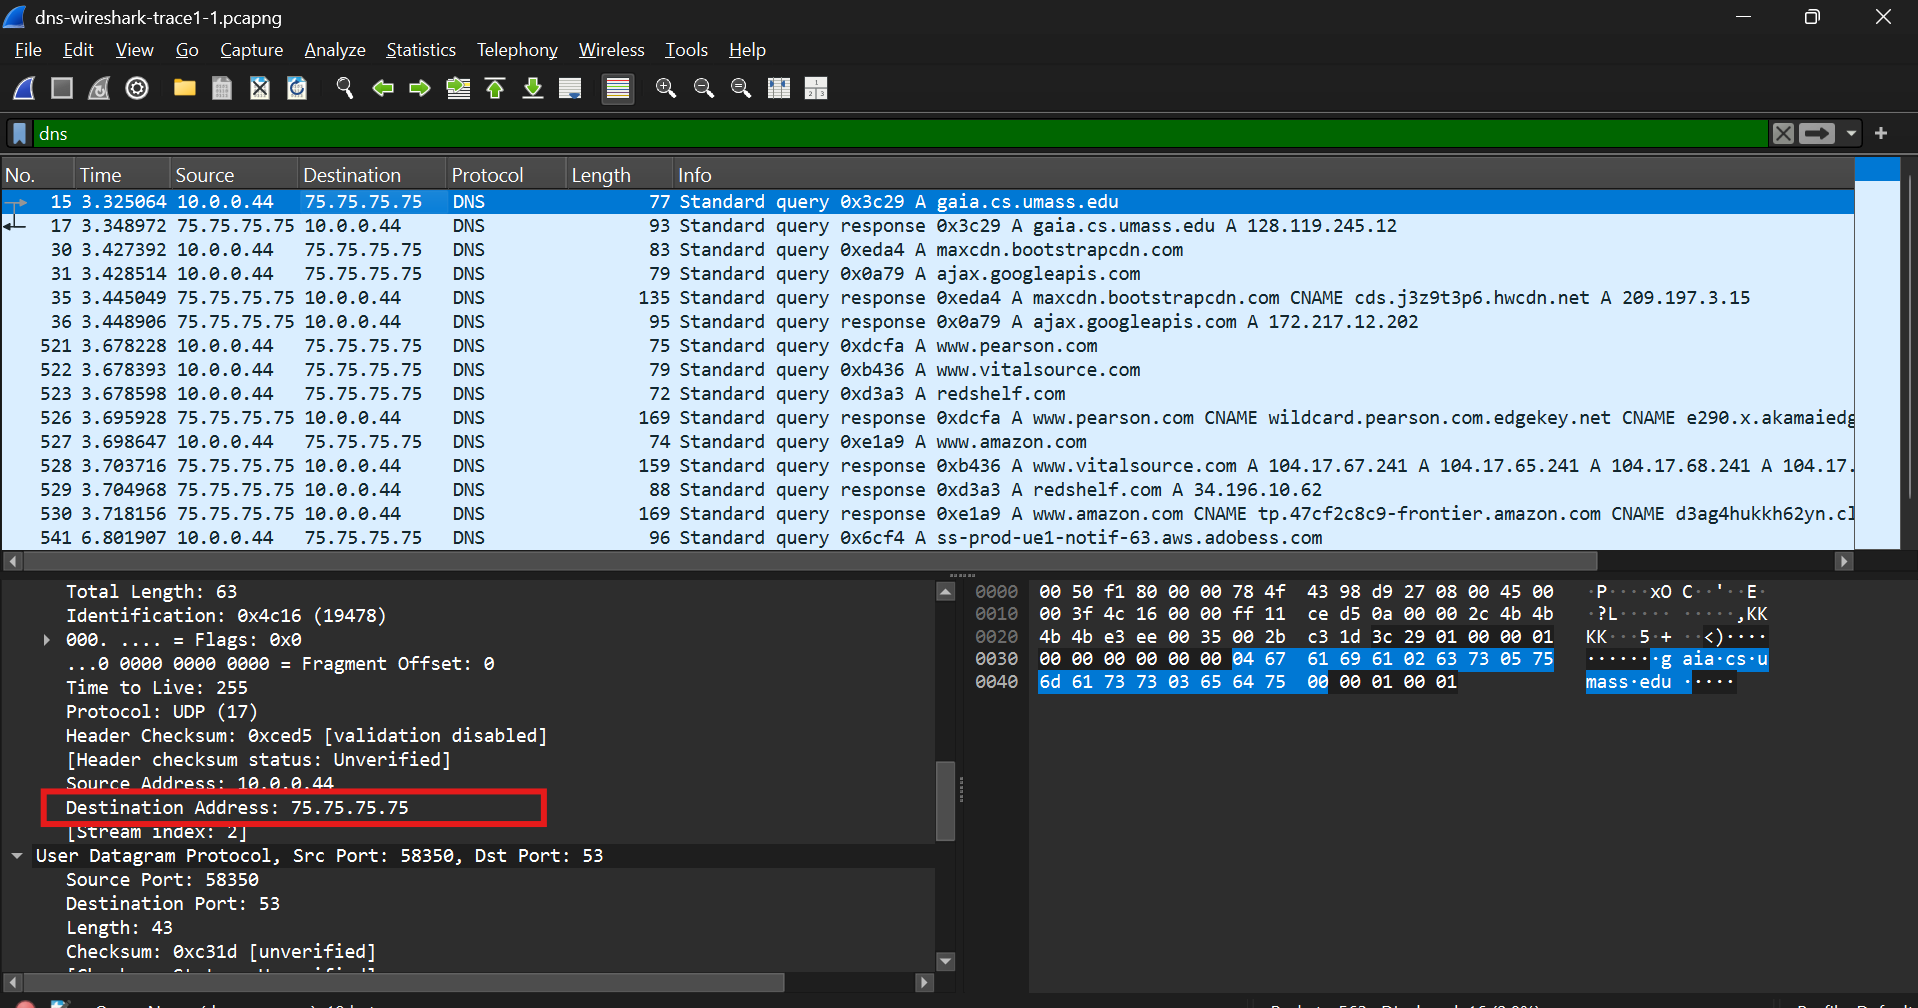 dns-wireshark-trace1-1.pcapng
File Edit View Go Capture Analyze Statistics Telephony Wireless Tools Help
dns
No. Time Source Destination Protocol Length Info
15 3.325064 10.0.0.44 75.75.75.75 DNS 77 Standard query 0x3c29 A gaia.cs.umass.edu
17 3.348972 75.75.75.75 10.0.0.44 DNS 93 Standard query response 0x3c29 A gaia.cs.umass.edu A 128.119.245.12
30 3.427392 10.0.0.44 75.75.75.75 DNS 83 Standard query 0xeda4 A maxcdn.bootstrapcdn.com
31 3.428514 10.0.0.44 75.75.75.75 DNS 79 Standard query 0x0a79 A ajax.googleapis.com
35 3.445049 75.75.75.75 10.0.0.44 DNS 135 Standard query response 0xeda4 A maxcdn.bootstrapcdn.com CNAME cds.j3z9t3p6.hwcdn.net A 209.197.3.15
36 3.448906 75.75.75.75 10.0.0.44 DNS 95 Standard query response 0x0a79 A ajax.googleapis.com A 172.217.12.202
521 3.678228 10.0.0.44 75.75.75.75 DNS 75 Standard query 0xdcfa A www.pearson.com
522 3.678393 10.0.0.44 75.75.75.75 DNS 79 Standard query 0xb436 A www.vitalsource.com
523 3.678598 10.0.0.44 75.75.75.75 DNS 72 Standard query 0xd3a3 A redshelf.com
526 3.695928 75.75.75.75 10.0.0.44 DNS 169 Standard query response 0xdcfa A www.pearson.com CNAME wildcard.pearson.com.edgekey.net CNAME e290.x.akamaiedg
527 3.698647 10.0.0.44 75.75.75.75 DNS 74 Standard query 0xe1a9 A www.amazon.com
528 3.703716 75.75.75.75 10.0.0.44 DNS 159 Standard query response 0xb436 A www.vitalsource.com A 104.17.67.241 A 104.17.65.241 A 104.17.68.241 A 104.17.
529 3.704968 75.75.75.75 10.0.0.44 DNS 88 Standard query response 0xd3a3 A redshelf.com A 34.196.10.62
530 3.718156 75.75.75.75 10.0.0.44 DNS 169 Standard query response 0xe1a9 A www.amazon.com CNAME tp.47cf2c8c9-frontier.amazon.com CNAME d3ag4hukkh62yn.cl
541 6.801907 10.0.0.44 75.75.75.75 DNS 96 Standard query 0x6cf4 A ss-prod-ue1-notif-63.aws.adobess.com
Total Length: 63
Identification: 0x4c16 (19478)
000. .... = Flags: 0x0
...0 0000 0000 0000 = Fragment Offset: 0
Time to Live: 255
Protocol: UDP (17)
Header Checksum: 0xced5 [validation disabled]
[Header checksum status: Unverified]
Source Address: 10.0.0.44
Destination Address: 75.75.75.75
[Stream index: 2]
User Datagram Protocol, Src Port: 58350, Dst Port: 53
Source Port: 58350
Destination Port: 53
Length: 43
Checksum: 0xc31d [unverified]
0000 00 50 f1 80 00 00 78 4f 43 98 d9 27 08 00 45 00 ·P····xO C··'··E·
0010 00 3f 4c 16 00 00 ff 11 ce d5 0a 00 00 2c 4b 4b ·?L····· ·····,KK
0020 4b 4b e3 ee 00 35 00 2b c3 1d 3c 29 01 00 00 01 KK···5·+ ··<)····
0030 00 00 00 00 00 00 04 67 61 69 61 02 63 73 05 75 ·······g aia·cs·u
0040 6d 61 73 73 03 65 64 75 00 00 01 00 01 mass·edu ·····